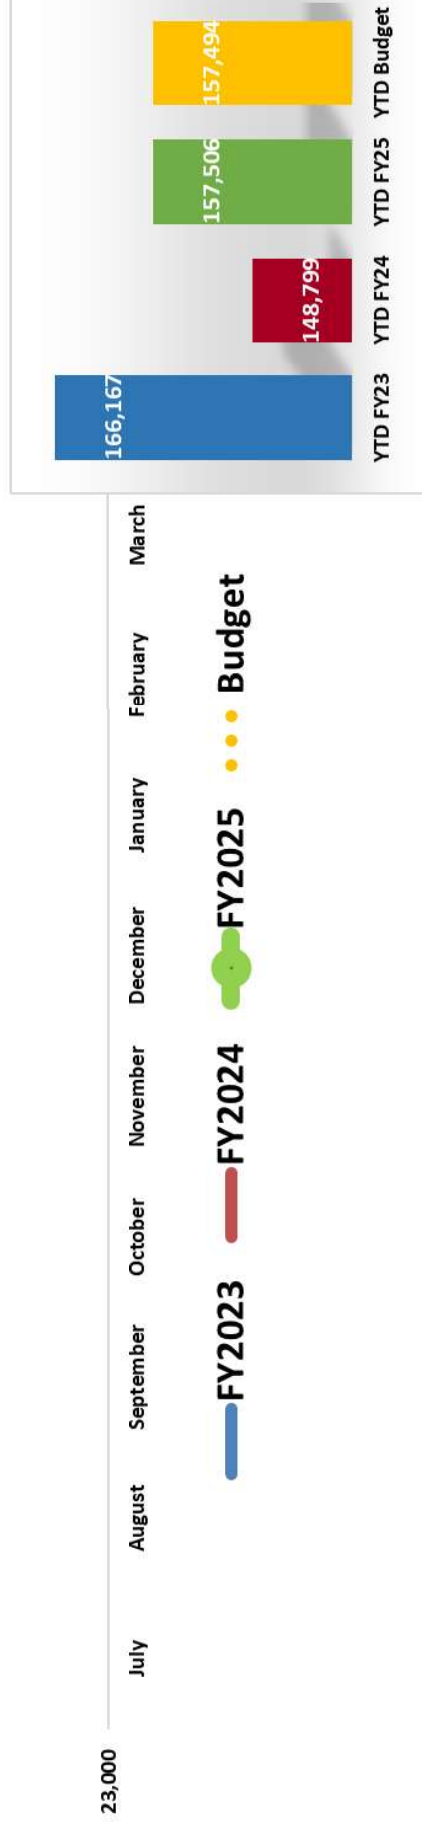 166,167
148,799
157,506
157,494
YTD FY23 YTD FY24 YTD FY25 YTD Budget
23,000
July August September October November December January February March
FY2023 FY2024 FY2025 Budget